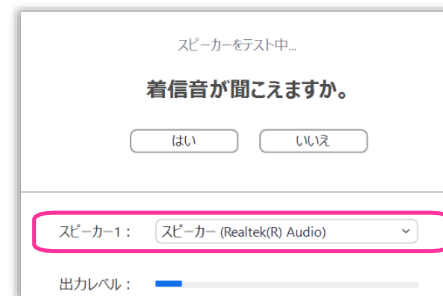 スピーカーをテスト中...
着信音が聞こえますか。
はい いいえ
スピーカー1： スピーカー (Realtek(R) Audio)
出力レベル：